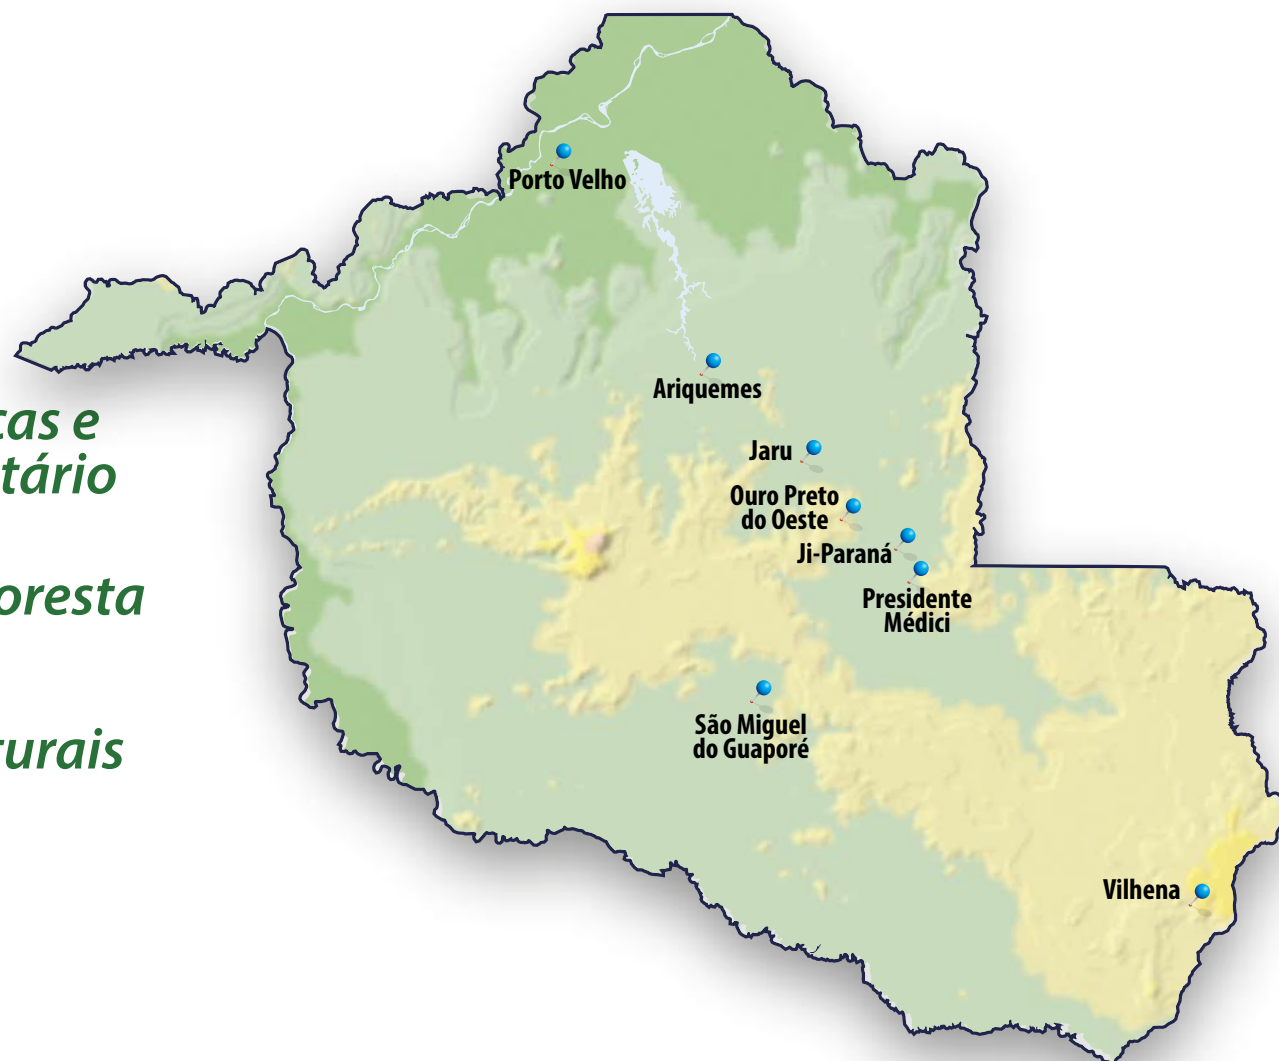 Porto Velho
Ariquemes
Jaru
Ouro Preto
do Oeste
Ji-Paraná
Presidente
Médici
São Miguel
do Guaporé
Vilhena
cas e
tário
oresta
urais